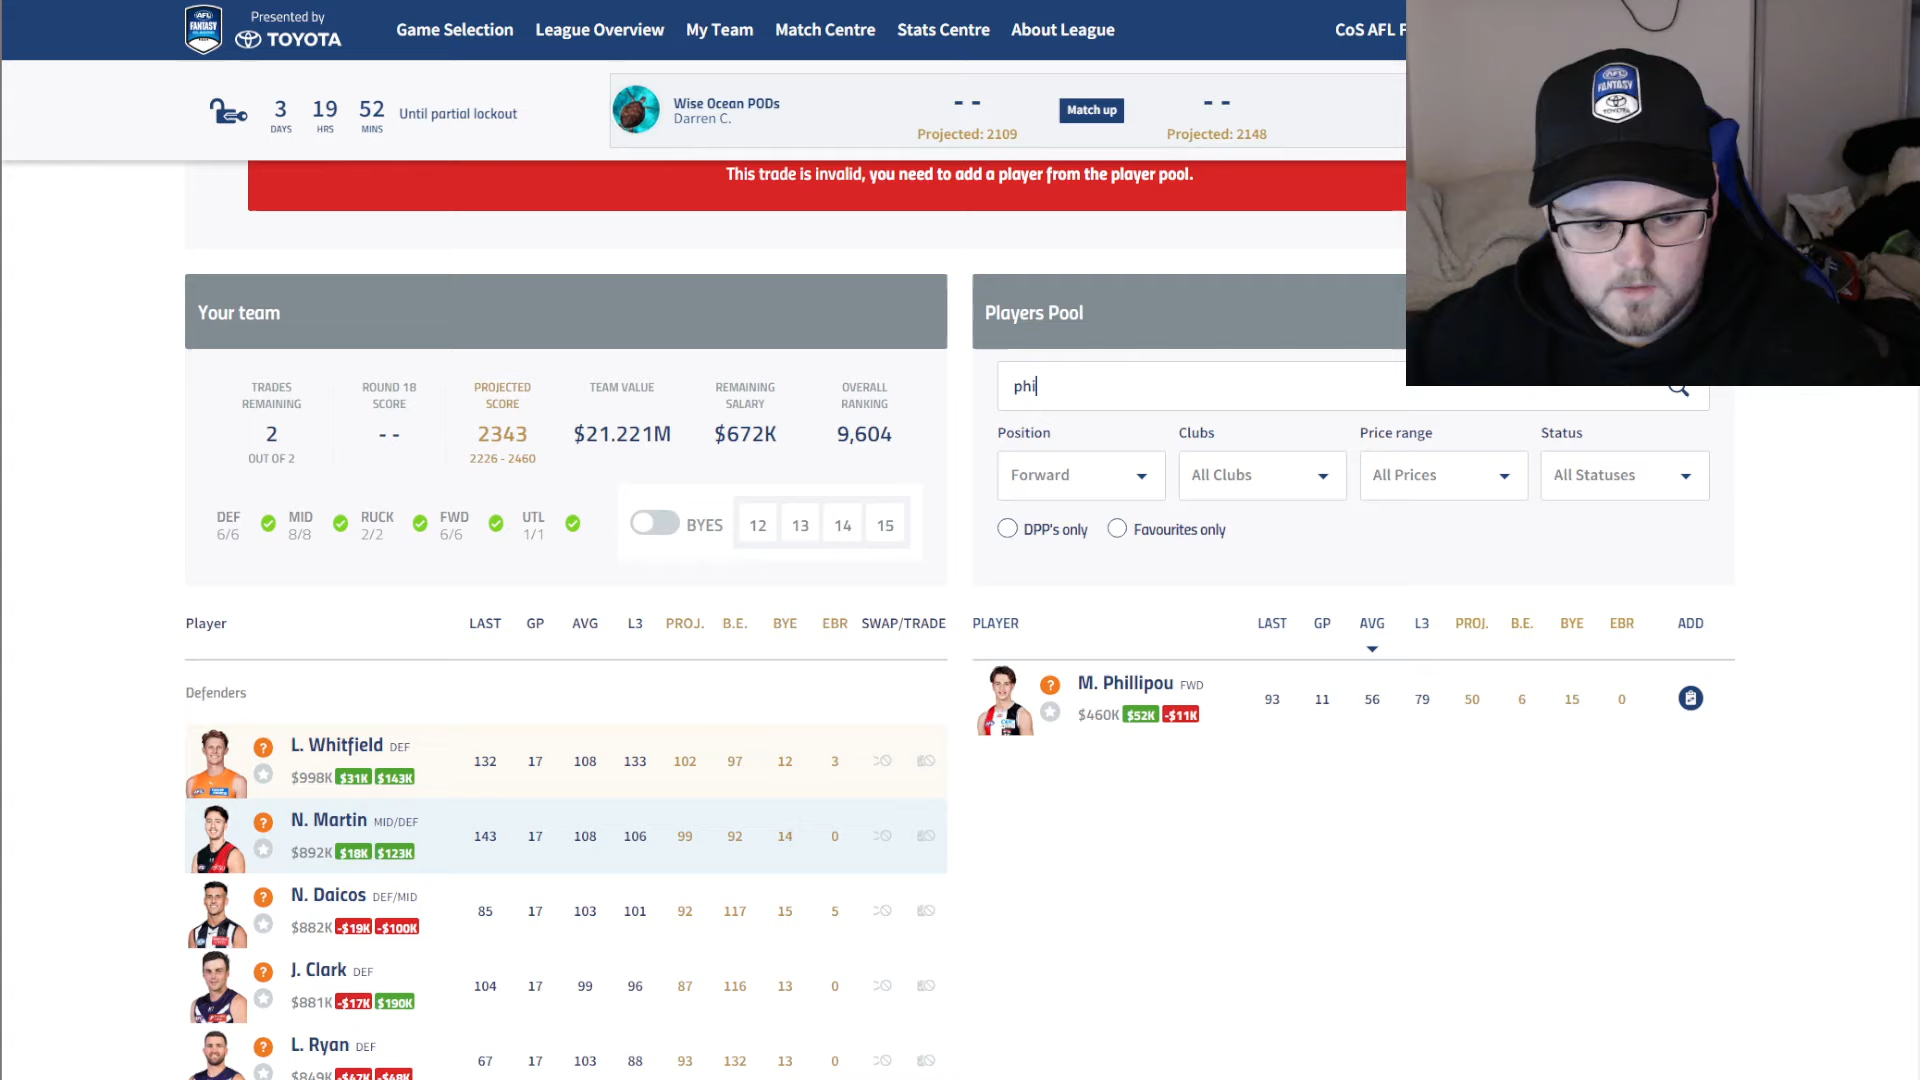 Presented by
TOYOTA
Game Selection
League Overview
My Team
Match Centre
Stats Centre
About League
CoS AFL F
AFL
FANTASY
3
DAYS
19
HRS
52
MINS
Until partial lockout
Wise Ocean PODs
Darren C.
- -
Projected: 2109
Match up
- -
Projected: 2148
AFL
FANTASY
TOYOTA
This trade is invalid, you need to add a player from the player pool.
Your team
TRADES REMAINING
2
OUT OF 2
ROUND 18 SCORE
- -
PROJECTED SCORE
2343
2226 - 2460
TEAM VALUE
$21.221M
REMAINING SALARY
$672K
OVERALL RANKING
9,604
DEF
6/6
MID
8/8
RUCK
2/2
FWD
6/6
UTL
1/1
BYES
12 13 14 15
Players Pool
phi
Position
Clubs
Price range
Status
Forward
All Clubs
All Prices
All Statuses
DPP's only
Favourites only
Player LAST GP AVG L3 PROJ. B.E. BYE EBR SWAP/TRADE
Defenders
L. Whitfield DEF
$998K $31K $143K
132 17 108 133 102 97 12 3
N. Martin MID/DEF
$892K $18K $123K
143 17 108 106 99 92 14 0
N. Daicos DEF/MID
$882K -$19K -$100K
85 17 103 101 92 117 15 5
J. Clark DEF
$881K -$17K $190K
104 17 99 96 87 116 13 0
L. Ryan DEF
$849K -$47K -$48K
67 17 103 88 93 132 13 0
PLAYER LAST GP AVG L3 PROJ. B.E. BYE EBR ADD
M. Phillipou FWD
$460K $52K -$11K
93 11 56 79 50 6 15 0